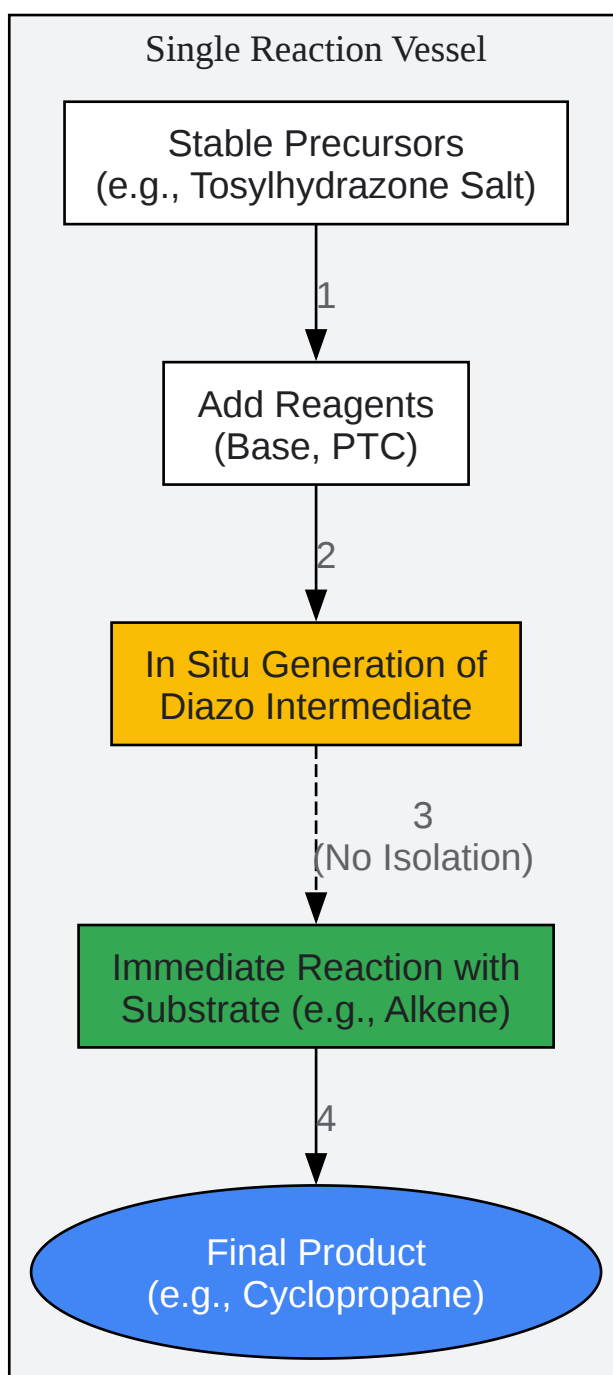 Single Reaction Vessel
Stable Precursors
(e.g., Tosylhydrazone Salt)
1
Add Reagents
(Base, PTC)
2
In Situ Generation of
Diazo Intermediate
3
(No Isolation)
Immediate Reaction with
Substrate (e.g., Alkene)
4
Final Product
(e.g., Cyclopropane)